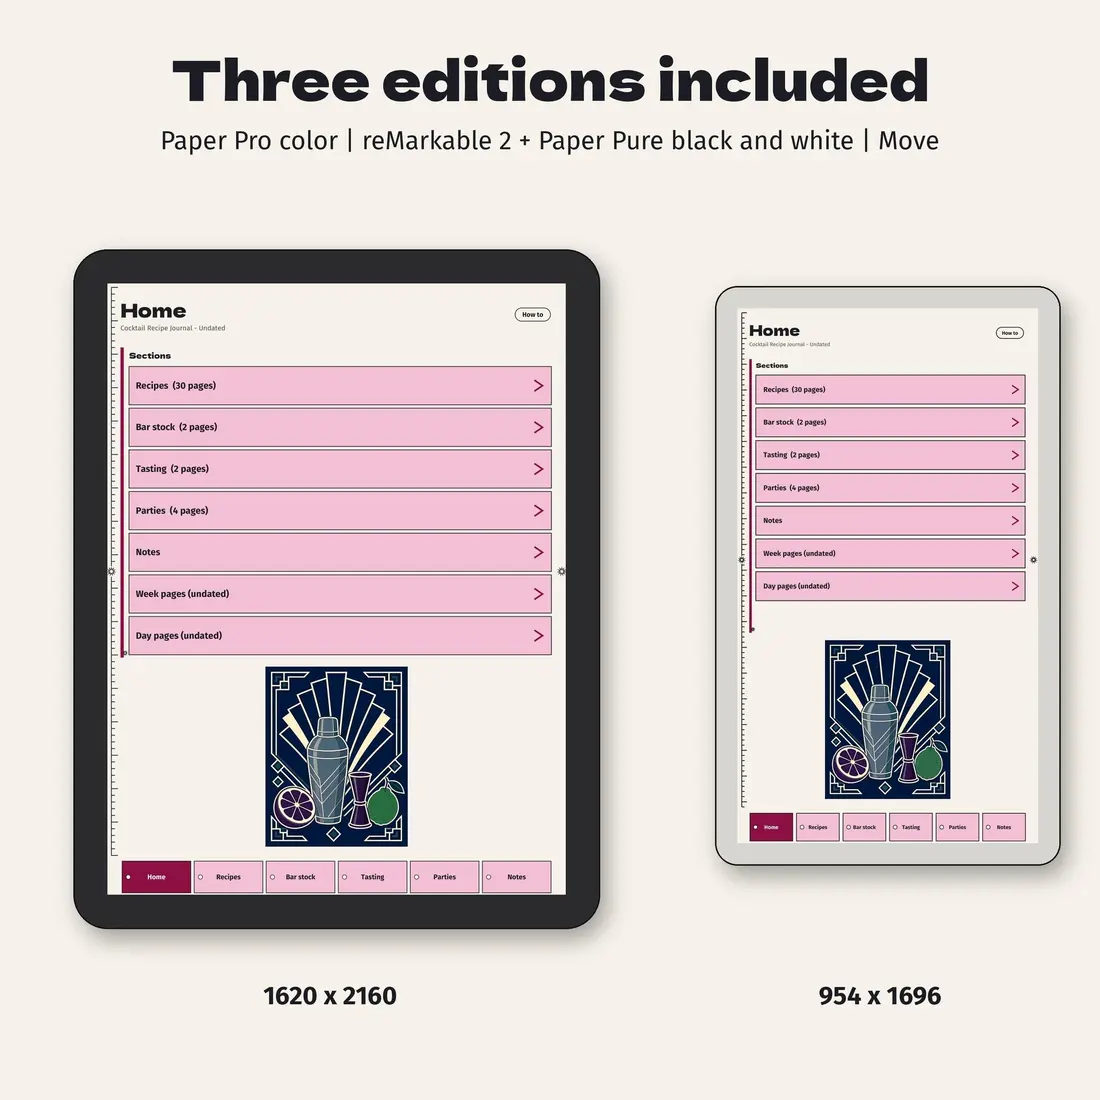 Three editions included
Paper Pro color | reMarkable 2 + Paper Pure black and white | Move
Home
How to
Cocktail Recipe Journal - Undated
Sections
Recipes (30 pages)
Bar stock (2 pages)
Tasting (2 pages)
Parties (4 pages)
Notes
Week pages (undated)
Day pages (undated)
Home
Recipes
Bar stock
Tasting
Parties
Notes
1620 x 2160
Home
How to
Cocktail Recipe Journal - Undated
Sections
Recipes (30 pages)
Bar stock (2 pages)
Tasting (2 pages)
Parties (4 pages)
Notes
Week pages (undated)
Day pages (undated)
Home
Recipes
Bar stock
Tasting
Parties
Notes
954 x 1696